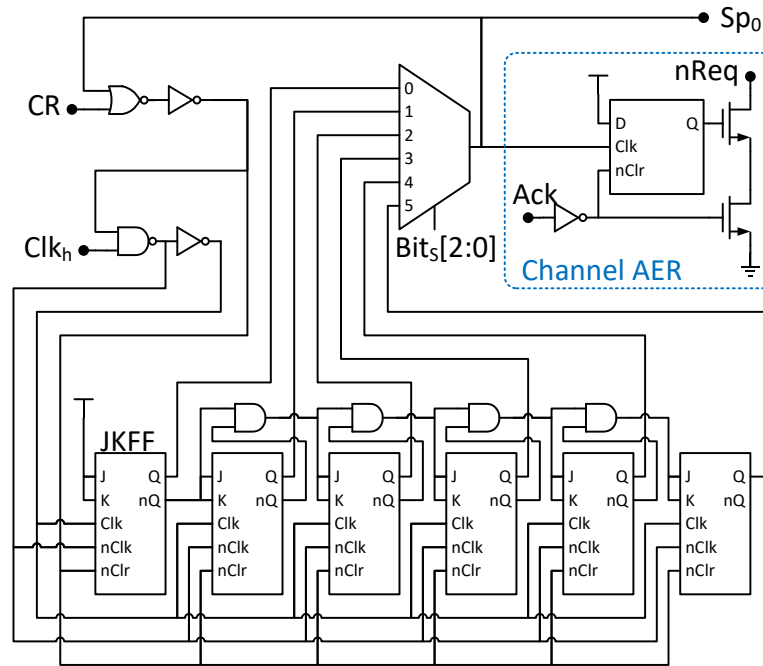 Sp0
nReq
CR
0
1
2
3
4
5
D
Q
Clk
nClr
Ack
Clkh
BitS[2:0]
Channel AER
JKFF
J Q
K nQ
Clk
nClk
nClr
J Q
K nQ
Clk
nClk
nClr
J Q
K nQ
Clk
nClk
nClr
J Q
K nQ
Clk
nClk
nClr
J Q
K nQ
Clk
nClk
nClr
J Q
K nQ
Clk
nClk
nClr